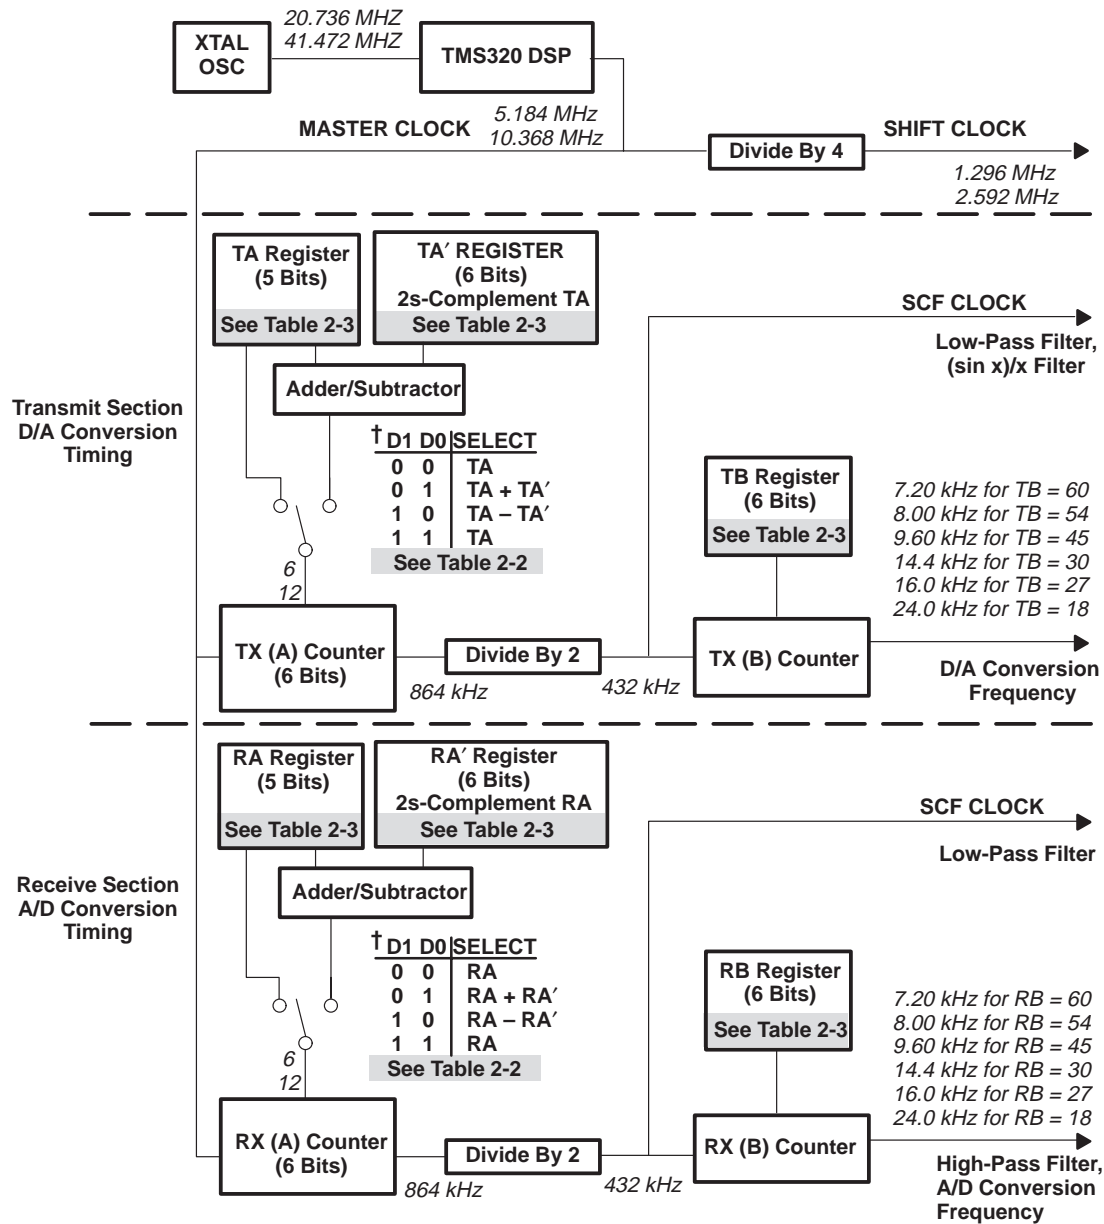 20.736 MHZ
41.472 MHZ
XTAL
OSC
TMS320 DSP
MASTER CLOCK
5.184 MHz
10.368 MHz
Divide By 4
SHIFT CLOCK
1.296 MHz
2.592 MHz
TA Register
(5 Bits)
See Table 2-3
TA′ REGISTER
(6 Bits)
2s-Complement TA
See Table 2-3
SCF CLOCK
Low-Pass Filter,
(sin x)/x Filter
Adder/Subtractor
Transmit Section
D/A Conversion
Timing
† D1 D0 SELECT
0 0 TA
0 1 TA + TA′
1 0 TA – TA′
1 1 TA
See Table 2-2
TB Register
(6 Bits)
See Table 2-3
7.20 kHz for TB = 60
8.00 kHz for TB = 54
9.60 kHz for TB = 45
14.4 kHz for TB = 30
16.0 kHz for TB = 27
24.0 kHz for TB = 18
6
12
TX (A) Counter
(6 Bits)
864 kHz
Divide By 2
432 kHz
TX (B) Counter
D/A Conversion
Frequency
RA Register
(5 Bits)
See Table 2-3
RA′ Register
(6 Bits)
2s-Complement RA
See Table 2-3
SCF CLOCK
Low-Pass Filter
Adder/Subtractor
Receive Section
A/D Conversion
Timing
† D1 D0 SELECT
0 0 RA
0 1 RA + RA′
1 0 RA – RA′
1 1 RA
See Table 2-2
RB Register
(6 Bits)
See Table 2-3
7.20 kHz for RB = 60
8.00 kHz for RB = 54
9.60 kHz for RB = 45
14.4 kHz for RB = 30
16.0 kHz for RB = 27
24.0 kHz for RB = 18
6
12
RX (A) Counter
(6 Bits)
864 kHz
Divide By 2
432 kHz
RX (B) Counter
High-Pass Filter,
A/D Conversion
Frequency